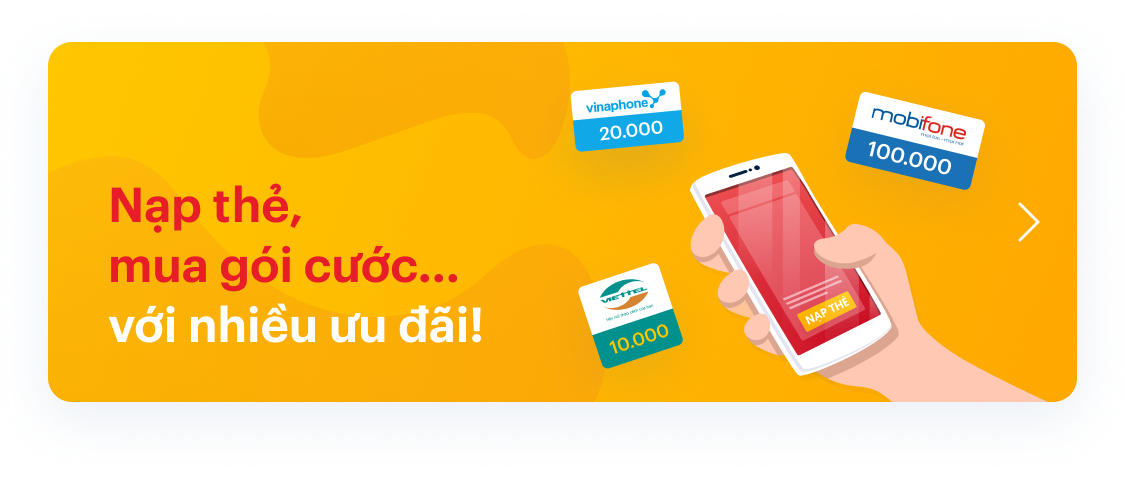 Nạp thẻ,
mua gói cước...
với nhiều ưu đãi!
vinaphone
20.000
mobifone
100.000
VIETTEL
10.000
NẠP THẺ